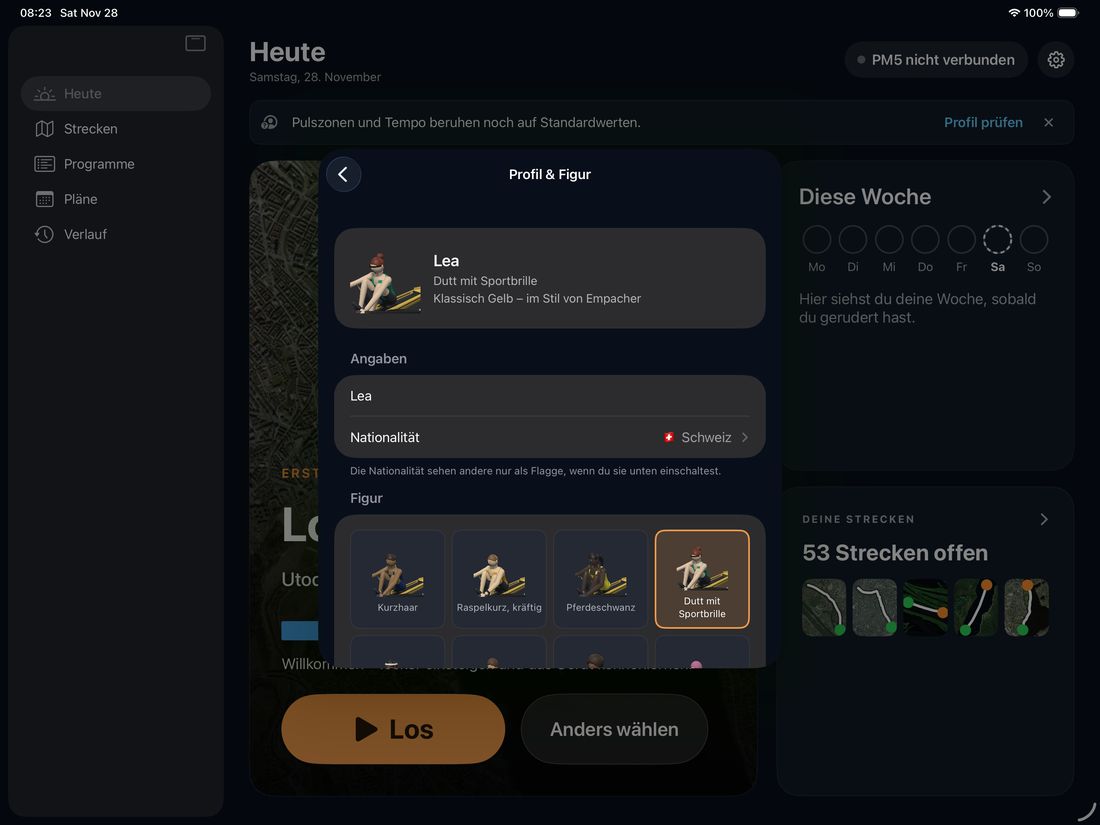 08:23 Sat Nov 28
100%
Heute
Strecken
Programme
Pläne
Verlauf
Heute
Samstag, 28. November
PM5 nicht verbunden
Pulszonen und Tempo beruhen noch auf Standardwerten.
Profil prüfen
Profil & Figur
Lea
Dutt mit Sportbrille
Klassisch Gelb – im Stil von Empacher
Angaben
Lea
Nationalität
Schweiz
Die Nationalität sehen andere nur als Flagge, wenn du sie unten einschaltest.
Figur
Kurzhaar
Raspelkurz, kräftig
Pferdeschwanz
Dutt mit
Sportbrille
Los
Anders wählen
Diese Woche
Mo Di Mi Do Fr Sa So
Hier siehst du deine Woche, sobald
du gerudert hast.
DEINE STRECKEN
53 Strecken offen